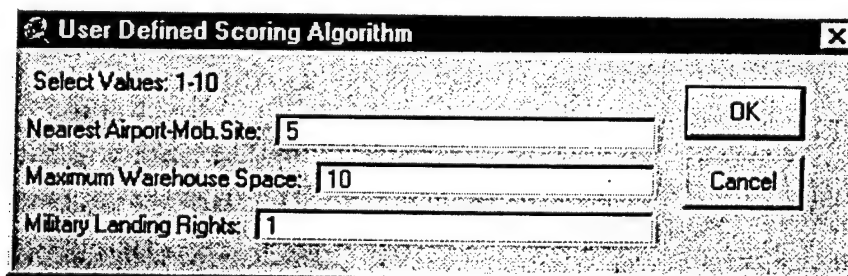 User Defined Scoring Algorithm
Select Values: 1-10
Nearest Airport-Mob.Site: 5
Maximum Warehouse Space: 10
Military Landing Rights: 1
OK
Cancel